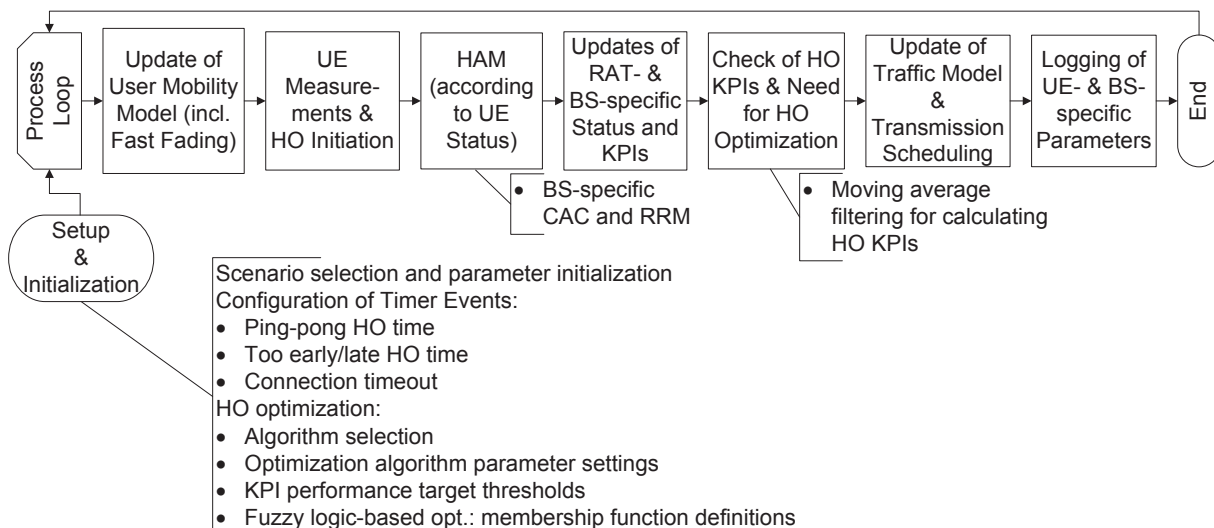 Process
Loop
Update of
User Mobility
Model (incl.
Fast Fading)
UE
Measure-
ments &
HO Initiation
HAM
(according
to UE
Status)
Updates of
RAT- &
BS-specific
Status and
KPIs
Check of HO
KPIs & Need
for HO
Optimization
Update of
Traffic Model
&
Transmission
Scheduling
Logging of
UE- & BS-
specific
Parameters
End
• BS-specific
CAC and RRM
• Moving average
filtering for calculating
HO KPIs
Setup
&
Initialization
Scenario selection and parameter initialization
Configuration of Timer Events:
• Ping-pong HO time
• Too early/late HO time
• Connection timeout
HO optimization:
• Algorithm selection
• Optimization algorithm parameter settings
• KPI performance target thresholds
• Fuzzy logic-based opt.: membership function definitions